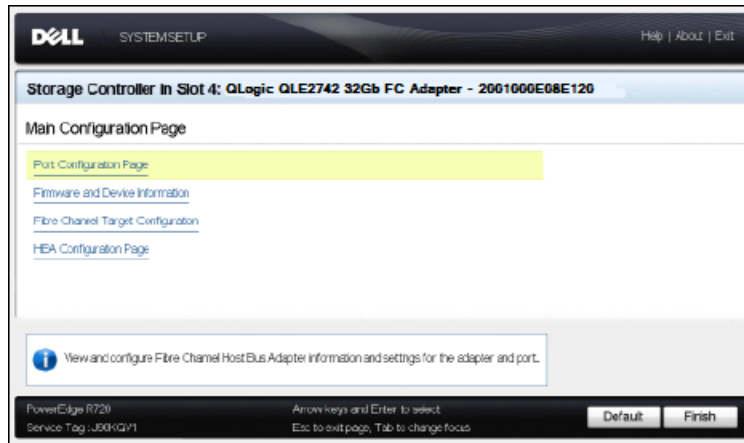 DELL SYSTEM SETUP Help | About | Exit
Storage Controller in Slot 4: QLogic QLE2742 32Gb FC Adapter - 2001000E08E120
Main Configuration Page
Port Configuration Page
Firmware and Device Information
Fibre Channel Target Configuration
HBA Configuration Page
View and configure Fibre Channel Host Bus Adapter information and settings for the adapter and port.
PowerEdge R720 Arrow keys and Enter to select
Service Tag : Esc to exit page, Tab to change focus
Default Finish